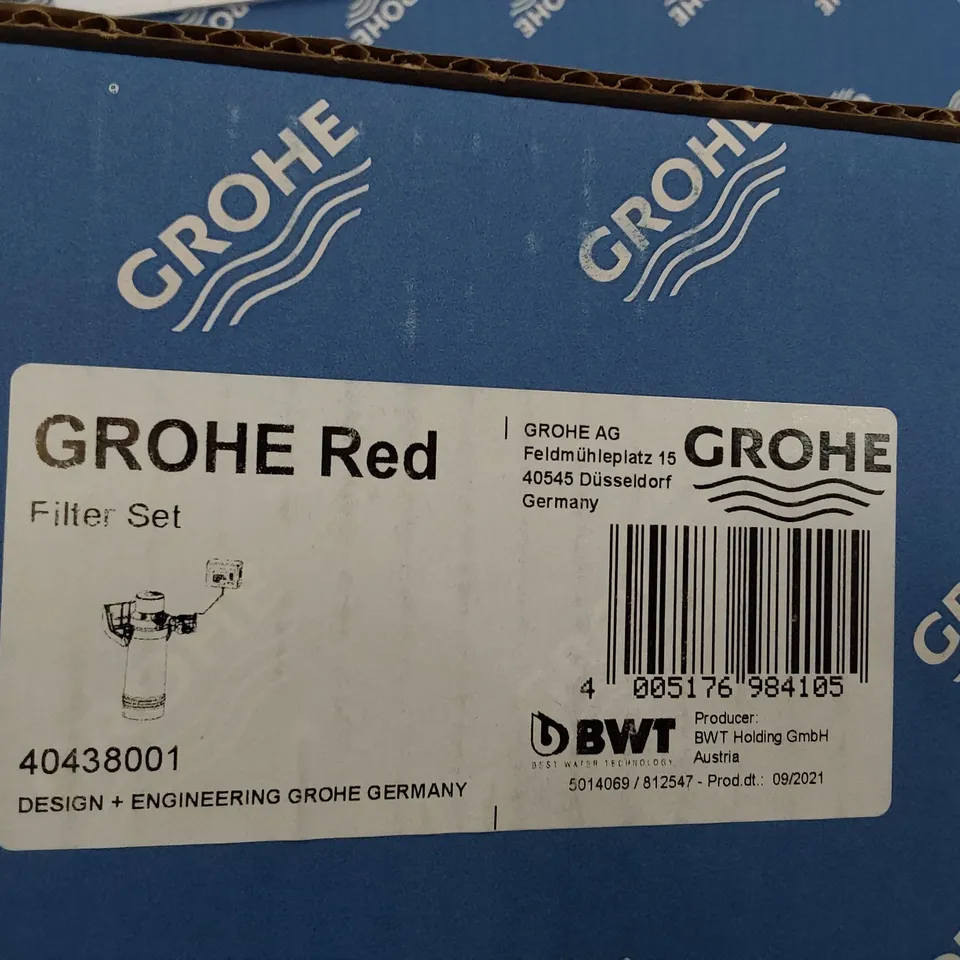 GROHE
GROHE
GROHE Red
Filter Set
40438001
DESIGN + ENGINEERING GROHE GERMANY
GROHE AG
Feldmühleplatz 15
40545 Düsseldorf
Germany
GROHE
4 005176 984105
BWT
BEST WATER TECHNOLOGY
Producer:
BWT Holding GmbH
Austria
5014069 / 812547 - Prod.dt.: 09/2021